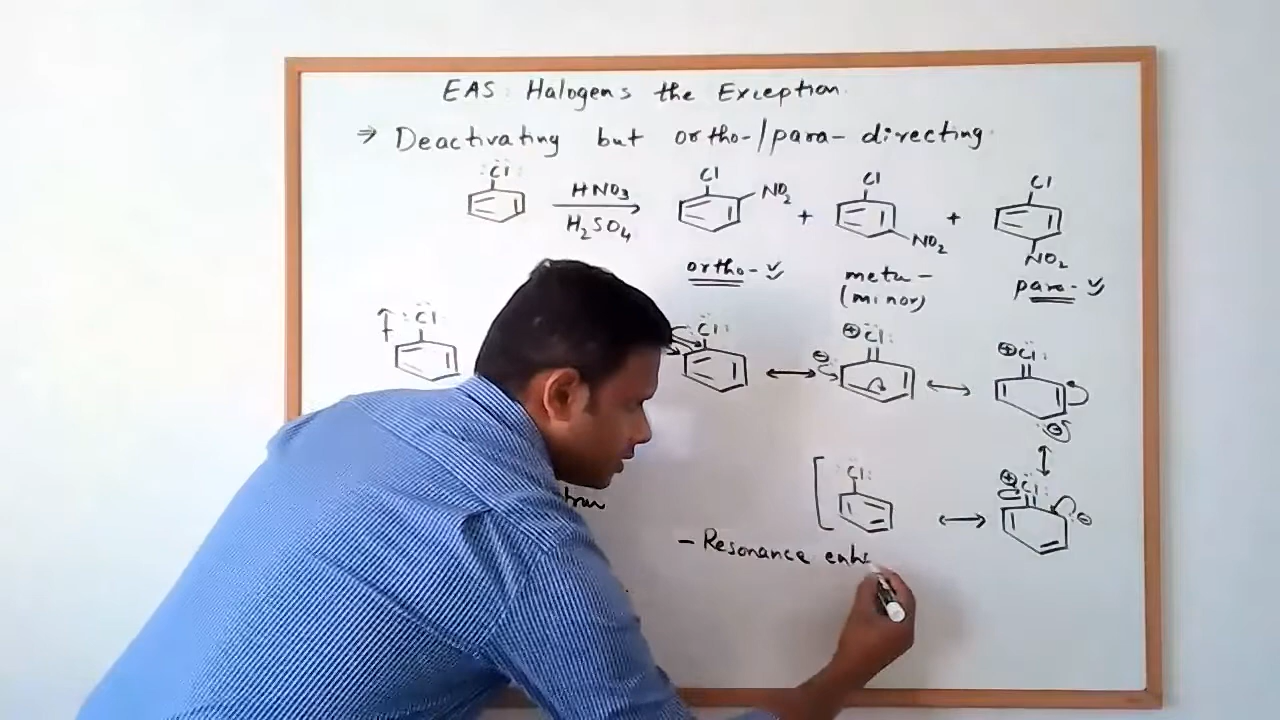 EAS: Halogens the Exception.
⇒ Deactivating but ortho-/para- directing
:Cl: HNO3 H2SO4 Cl NO2 + Cl NO2 + Cl NO2
ortho- meta- (minor) para-
:Cl: Cl: ⊖ ⊕ Cl: ⊕ Cl: ⊖
Cl: ⊕ Cl: ⊖
- Resonance enh